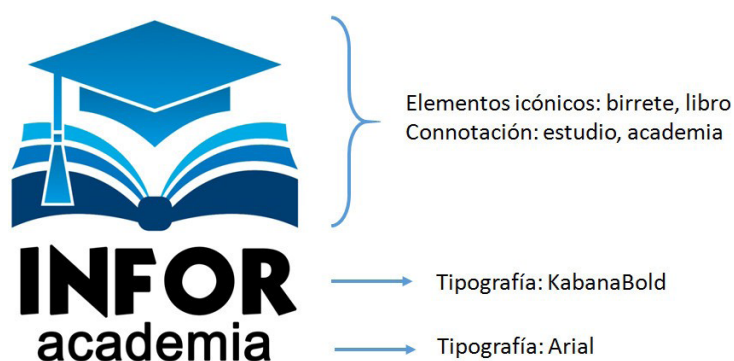 Elementos icónicos: birrete, libro
Connotación: estudio, academia
INFOR
academia
Tipografía: KabanaBold
Tipografía: Arial